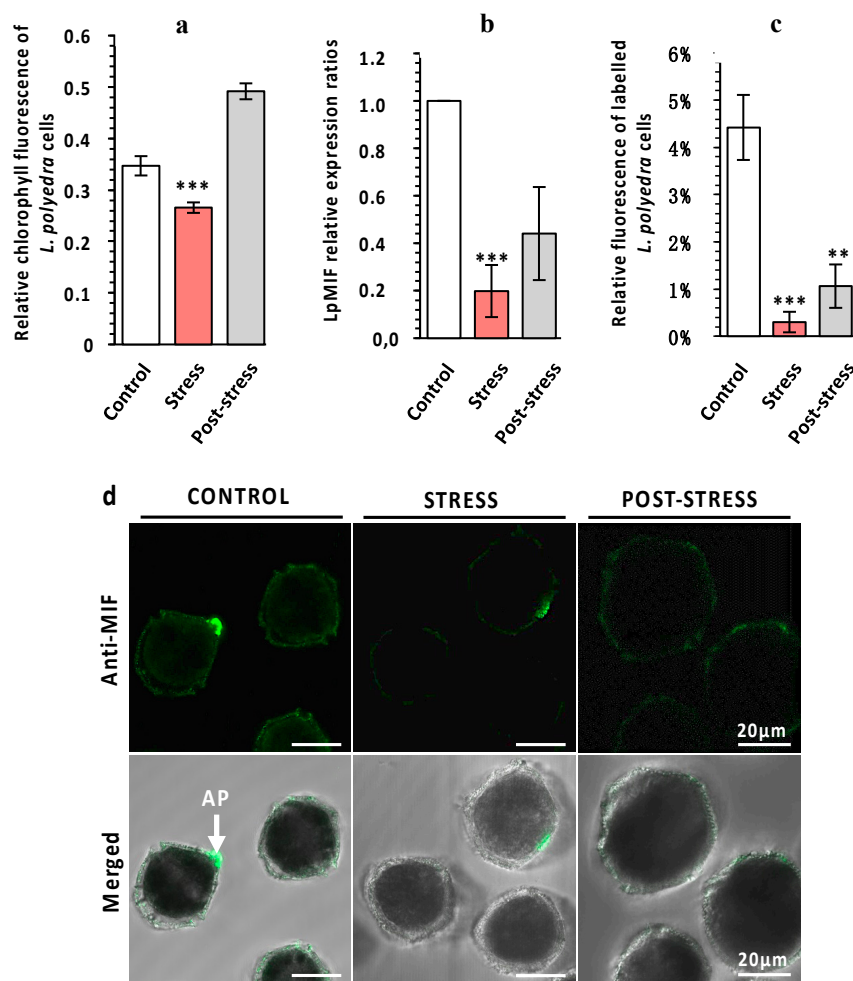 a
Relative chlorophyll fluorescence of
L. polyedra cells
0.6
0.5
0.4
0.3
0.2
0.1
0
***
Control
Stress
Post-stress
b
LpMIF relative expression ratios
1.2
1.0
0.8
0.6
0.4
0.2
0,0
***
Control
Stress
Post-stress
c
Relative fluorescence of labelled
L. polyedra cells
6%
5%
4%
3%
2%
1%
0%
***
**
Control
Stress
Post-stress
d
CONTROL
STRESS
POST-STRESS
Anti-MIF
20µm
Merged
AP
20µm